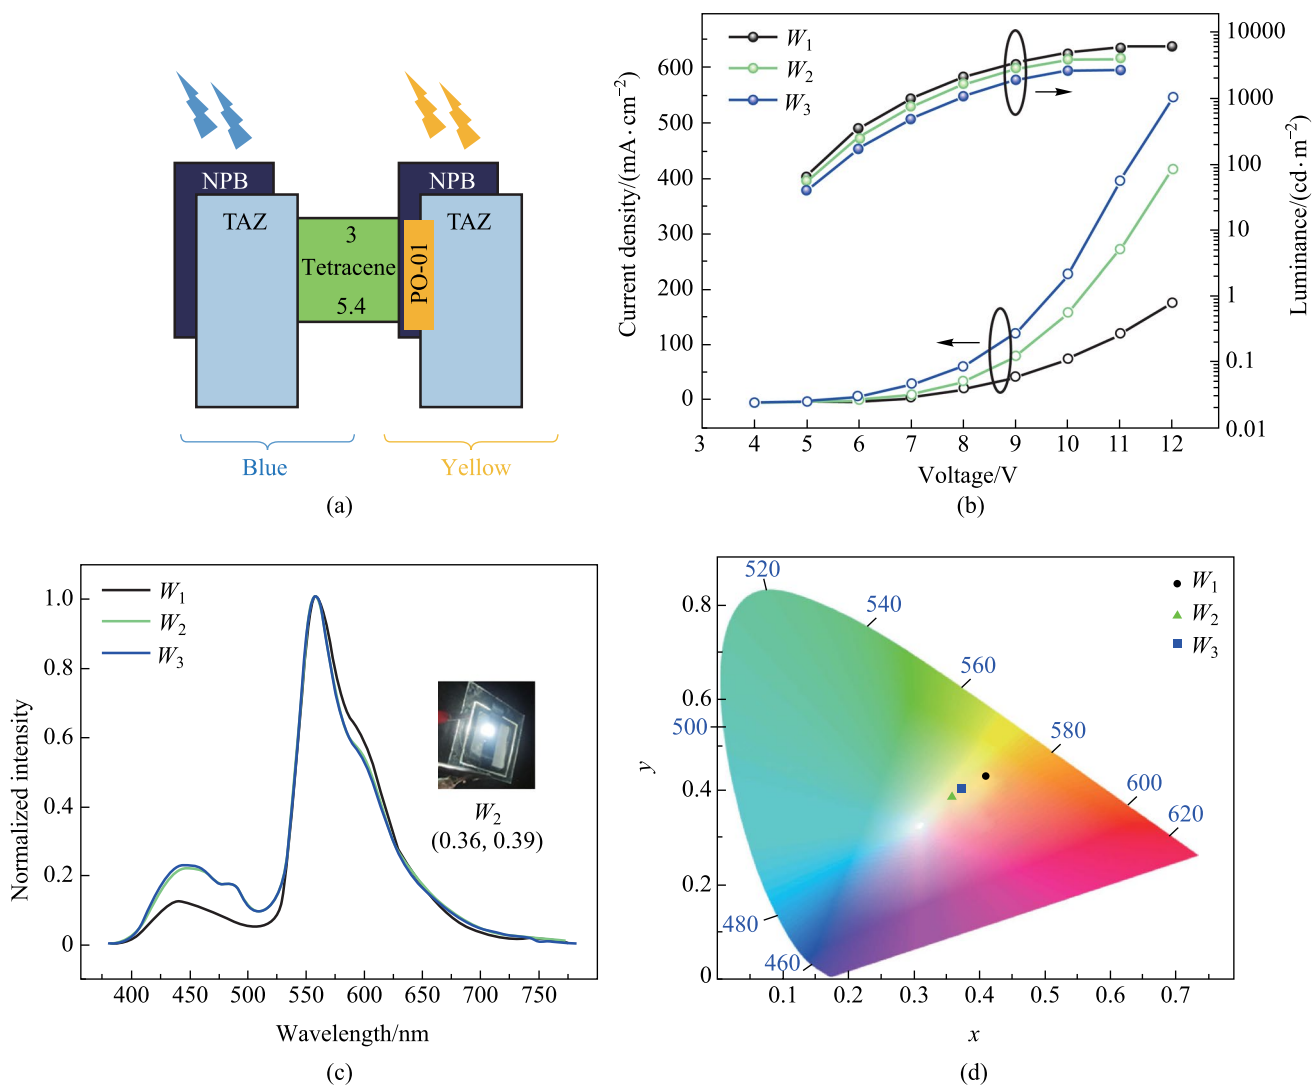 NPB
TAZ
3
Tetracene
5.4
NPB
TAZ
PO-01
Blue
Yellow
(a)
W1
W2
W3
Current density/(mA·cm−2)
600
500
400
300
200
100
0
3 4 5 6 7 8 9 10 11 12
Voltage/V
10000
1000
100
10
1
0.1
0.01
Luminance/(cd·m−2)
(b)
W1
W2
W3
Normalized intensity
1.0
0.8
0.6
0.4
0.2
0
W2
(0.36, 0.39)
400 450 500 550 600 650 700 750
Wavelength/nm
(c)
W1
W2
W3
y
0.8
0.6
0.4
0.2
0
520
540
560
500
580
600
620
480
460
0.1 0.2 0.3 0.4 0.5 0.6 0.7
x
(d)